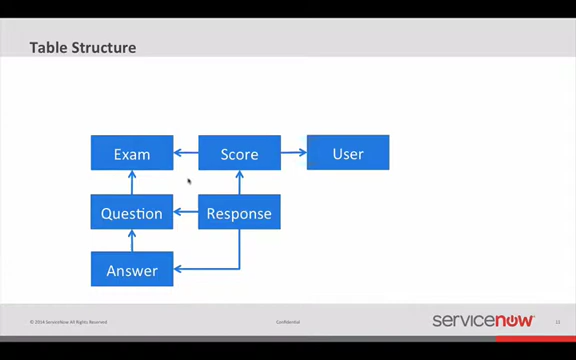 Table Structure
Exam
Score
User
Question
Response
Answer
© 2014 ServiceNow All Rights Reserved
Confidential
servicenow